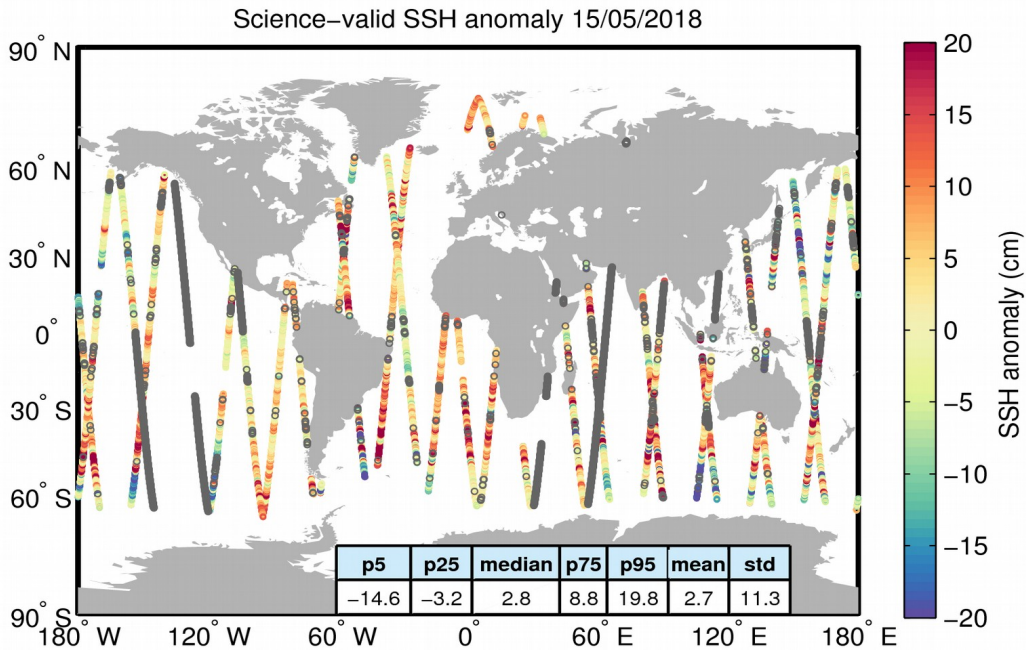 Science−valid SSH anomaly 15/05/2018
90° N
60° N
30° N
0°
30° S
60° S
90° S
180° W
120° W
60° W
0°
60° E
120° E
180° E
p5 p25 median p75 p95 mean std
−14.6 −3.2 2.8 8.8 19.8 2.7 11.3
20
15
10
5
0
−5
−10
−15
−20
SSH anomaly (cm)